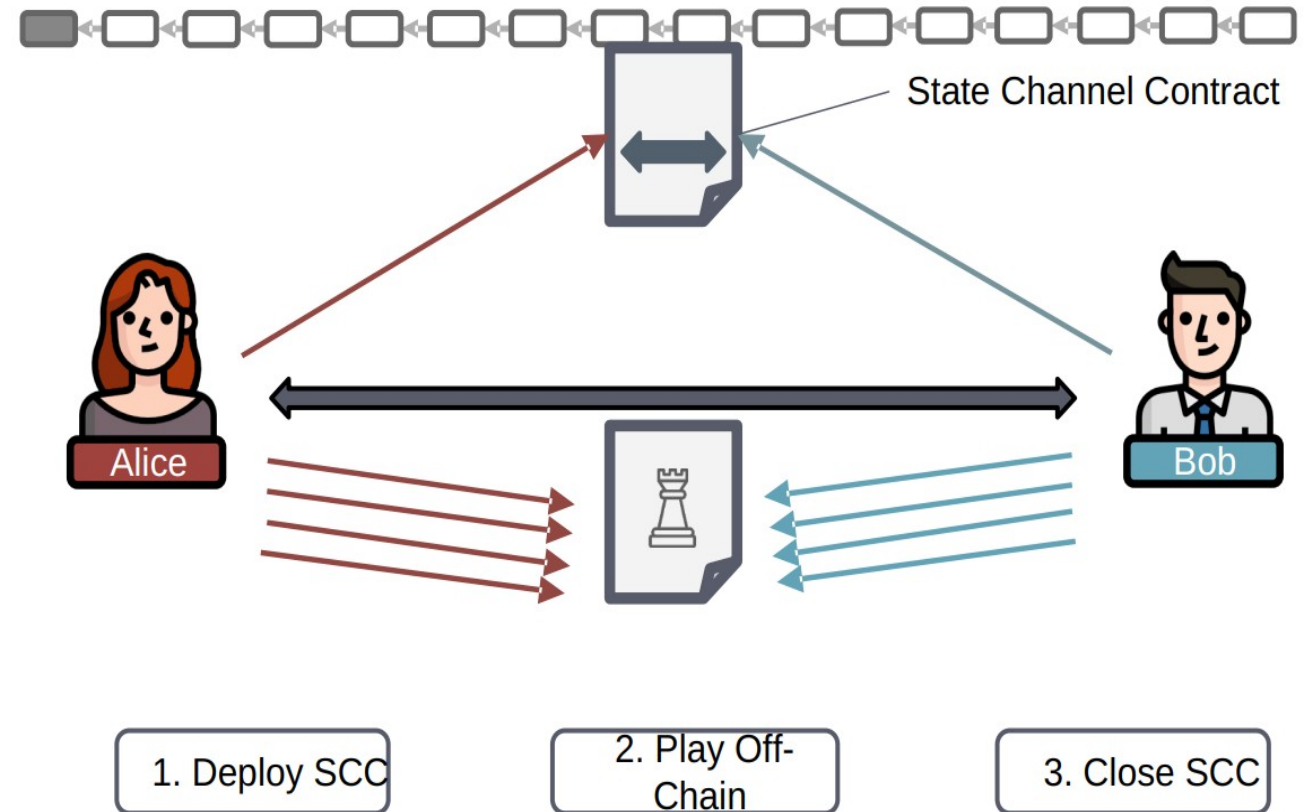 State Channel Contract
Alice
Bob
1. Deploy SCC
2. Play Off-
Chain
3. Close SCC